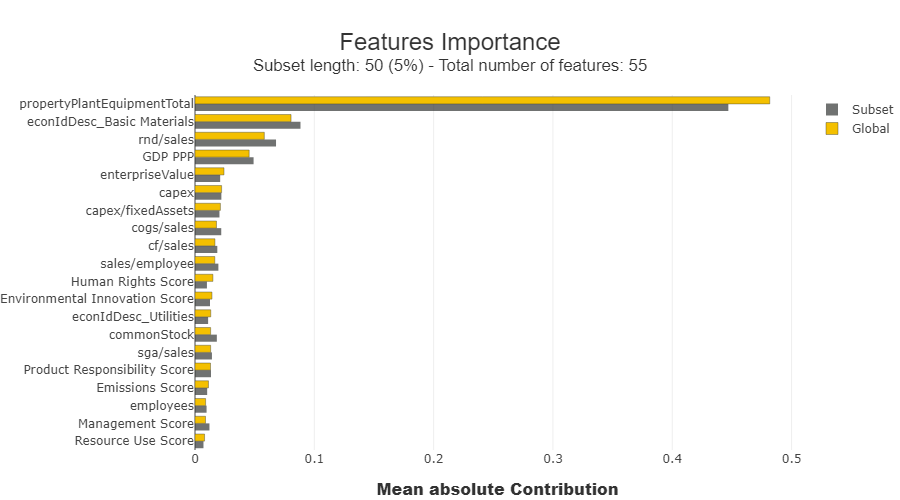 Features Importance
Subset length: 50 (5%) - Total number of features: 55
propertyPlantEquipmentTotal
econIdDesc_Basic Materials
rnd/sales
GDP PPP
enterpriseValue
capex
capex/fixedAssets
cogs/sales
cf/sales
sales/employee
Human Rights Score
Environmental Innovation Score
econIdDesc_Utilities
commonStock
sga/sales
Product Responsibility Score
Emissions Score
employees
Management Score
Resource Use Score
0 0.1 0.2 0.3 0.4 0.5
Mean absolute Contribution
Subset
Global